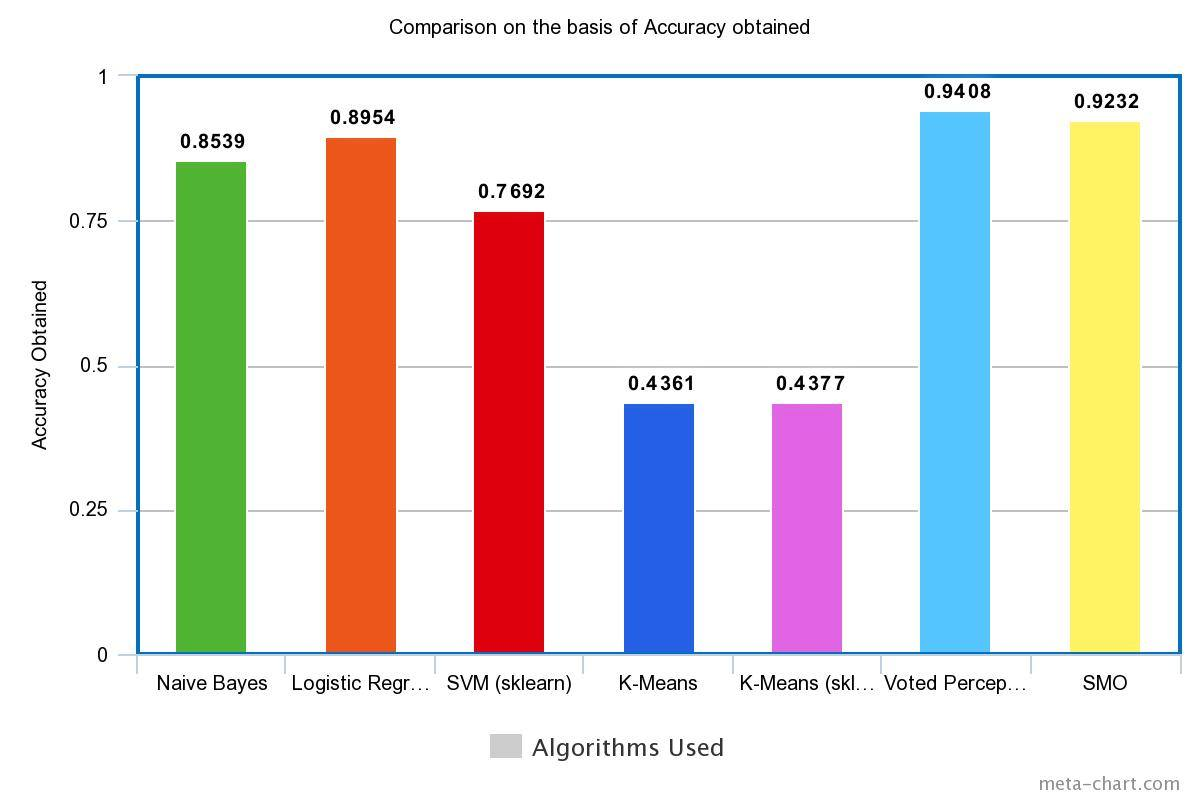 Comparison on the basis of Accuracy obtained
1
0.75
0.5
0.25
0
Accuracy Obtained
0.8539
0.8954
0.7692
0.4361
0.4377
0.9408
0.9232
Naive Bayes
Logistic Regr...
SVM (sklearn)
K-Means
K-Means (skl...
Voted Percep...
SMO
Algorithms Used
meta-chart.com